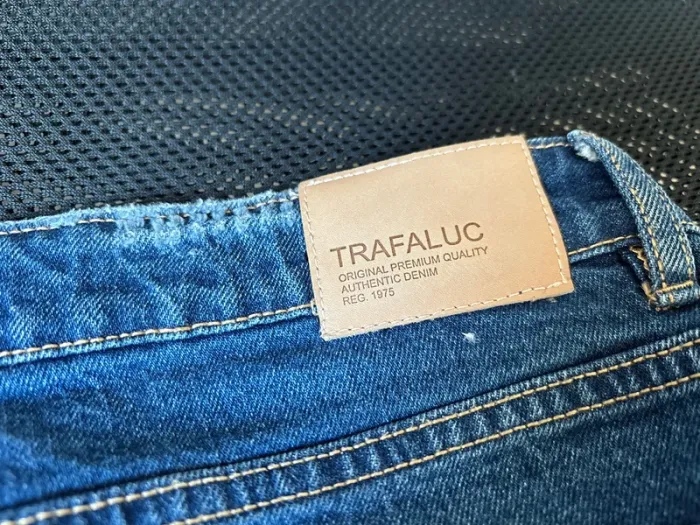 TRAFALUC
ORIGINAL PREMIUM QUALITY
AUTHENTIC DENIM
REG. 1975